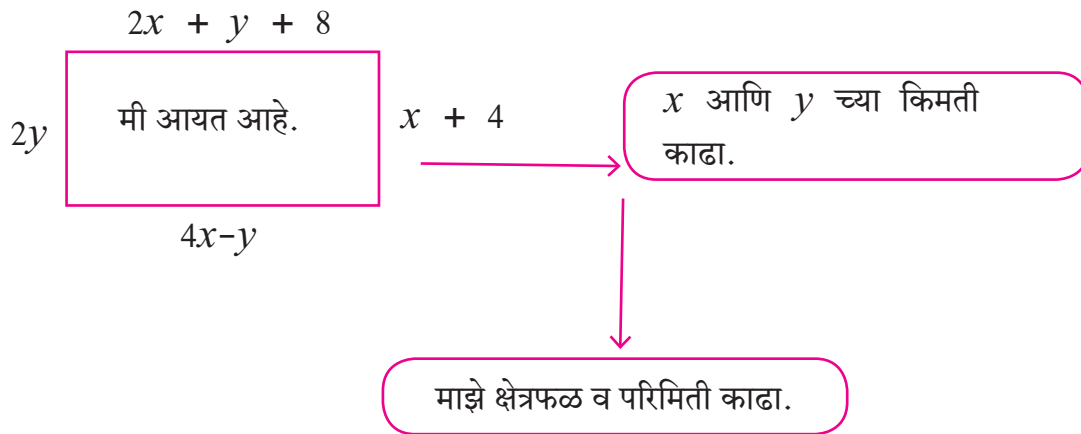 2x + y + 8
2y
मी आयत आहे.
x + 4
x आणि y च्या किमती
काढा.
4x-y
माझे क्षेत्रफळ व परिमिती काढा.